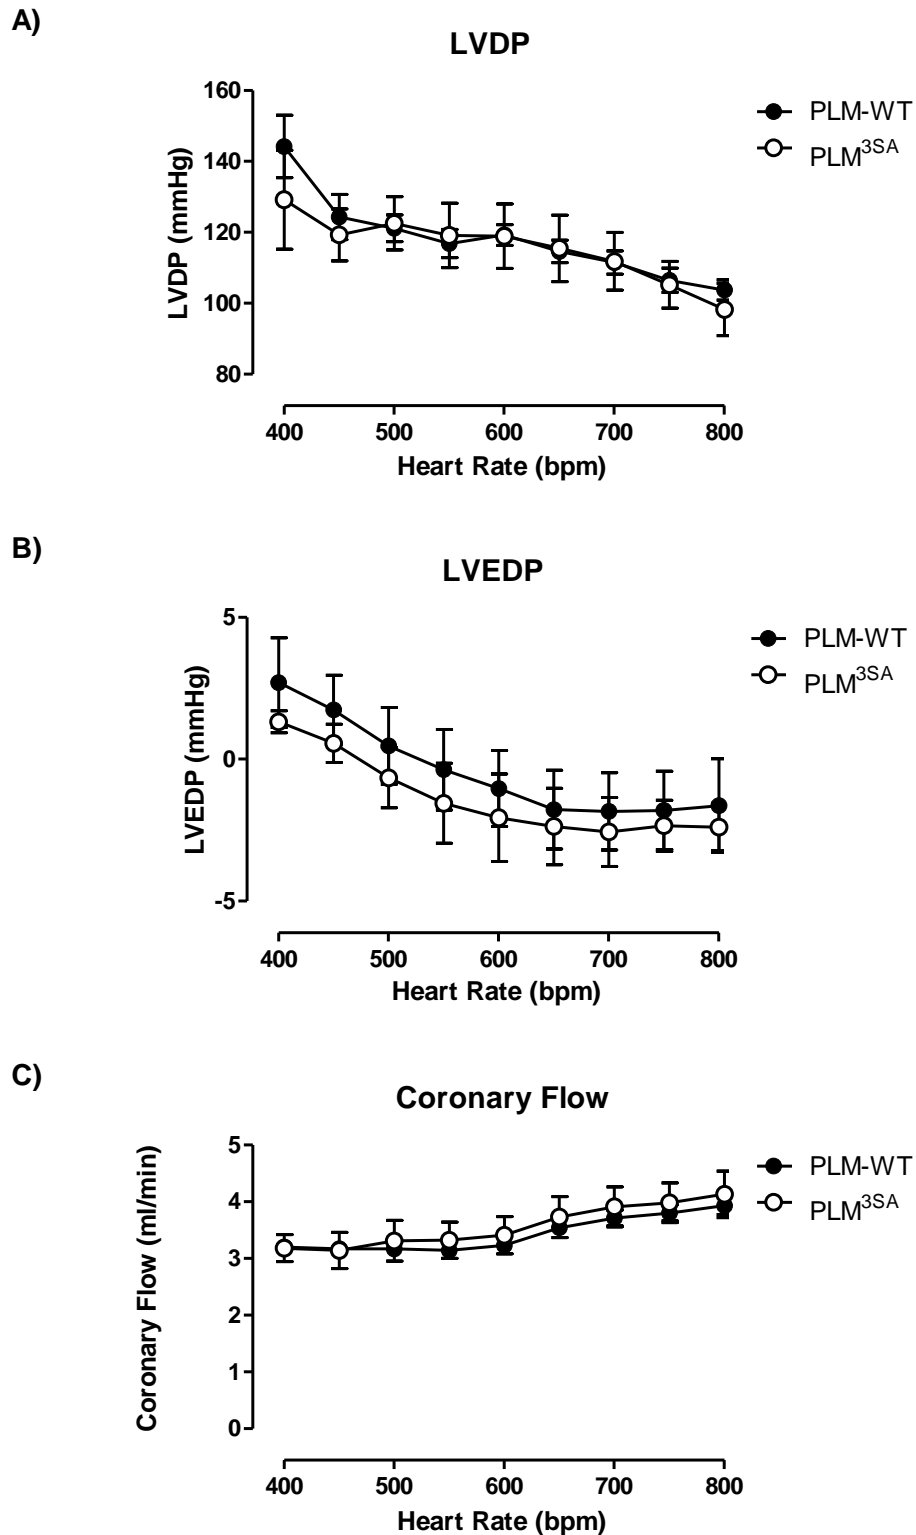 A)
LVDP
160
140
120
100
80
LVDP (mmHg)
400 500 600 700 800
Heart Rate (bpm)
PLM-WT
PLM3SA
B)
LVEDP
5
0
-5
LVEDP (mmHg)
400 500 600 700 800
Heart Rate (bpm)
PLM-WT
PLM3SA
C)
Coronary Flow
5
4
3
2
1
0
Coronary Flow (ml/min)
400 500 600 700 800
Heart Rate (bpm)
PLM-WT
PLM3SA